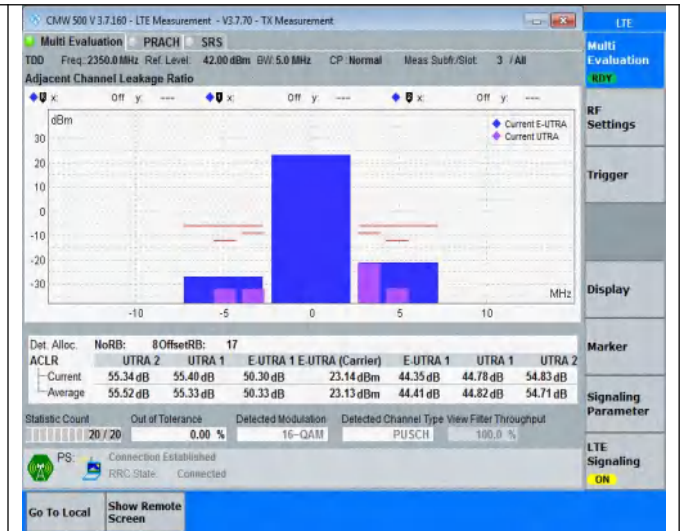 CMW 500 V 3.7.160 - LTE Measurement - V3.7.70 - TX Measurement
LTE
Multi Evaluation PRACH SRS
Multi Evaluation
RDY
TDD Freq.: 2350.0 MHz Ref. Level: 42.00 dBm BW: 5.0 MHz CP: Normal Meas Subfr./Slot: 3 / All
Adjacent Channel Leakage Ratio
x: Off y: --- x: Off y: --- x: Off y: ---
dBm
Current E-UTRA
Current UTRA
30
20
10
0
-10
-20
-30
MHz
-10 -5 0 5 10
RF Settings
Trigger
Display
Marker
Signaling Parameter
LTE Signaling
ON
Det. Alloc. NoRB: 8 OffsetRB: 17
ACLR UTRA 2 UTRA 1 E-UTRA 1 E-UTRA (Carrier) E-UTRA 1 UTRA 1 UTRA 2
Current 55.34 dB 55.40 dB 50.30 dB 23.14 dBm 44.35 dB 44.78 dB 54.83 dB
Average 55.52 dB 55.33 dB 50.33 dB 23.13 dBm 44.41 dB 44.82 dB 54.71 dB
Statistic Count Out of Tolerance Detected Modulation Detected Channel Type View Filter Throughput
20 / 20 0.00 % 16-QAM PUSCH 100.0 %
PS: Connection Established
RRC State Connected
Go To Local
Show Remote Screen